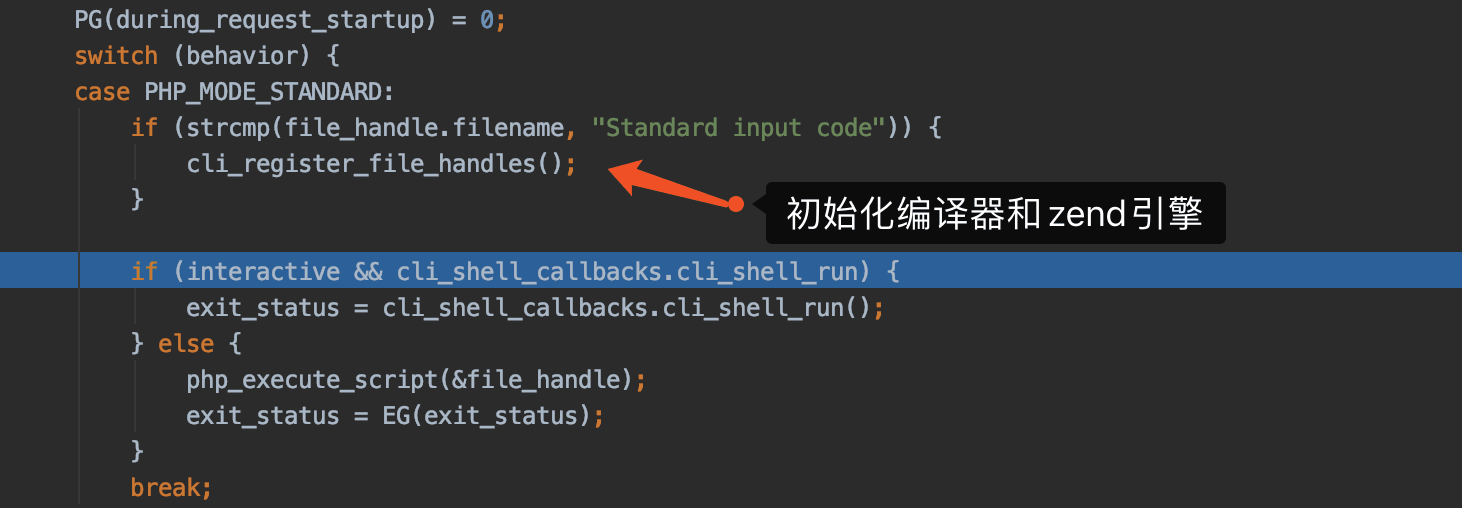 PG(during_request_startup) = 0;
switch (behavior) {
case PHP_MODE_STANDARD:
if (strcmp(file_handle.filename, "Standard input code")) {
cli_register_file_handles();
}
初始化编译器和zend引擎
if (interactive && cli_shell_callbacks.cli_shell_run) {
exit_status = cli_shell_callbacks.cli_shell_run();
} else {
php_execute_script(&file_handle);
exit_status = EG(exit_status);
}
break;